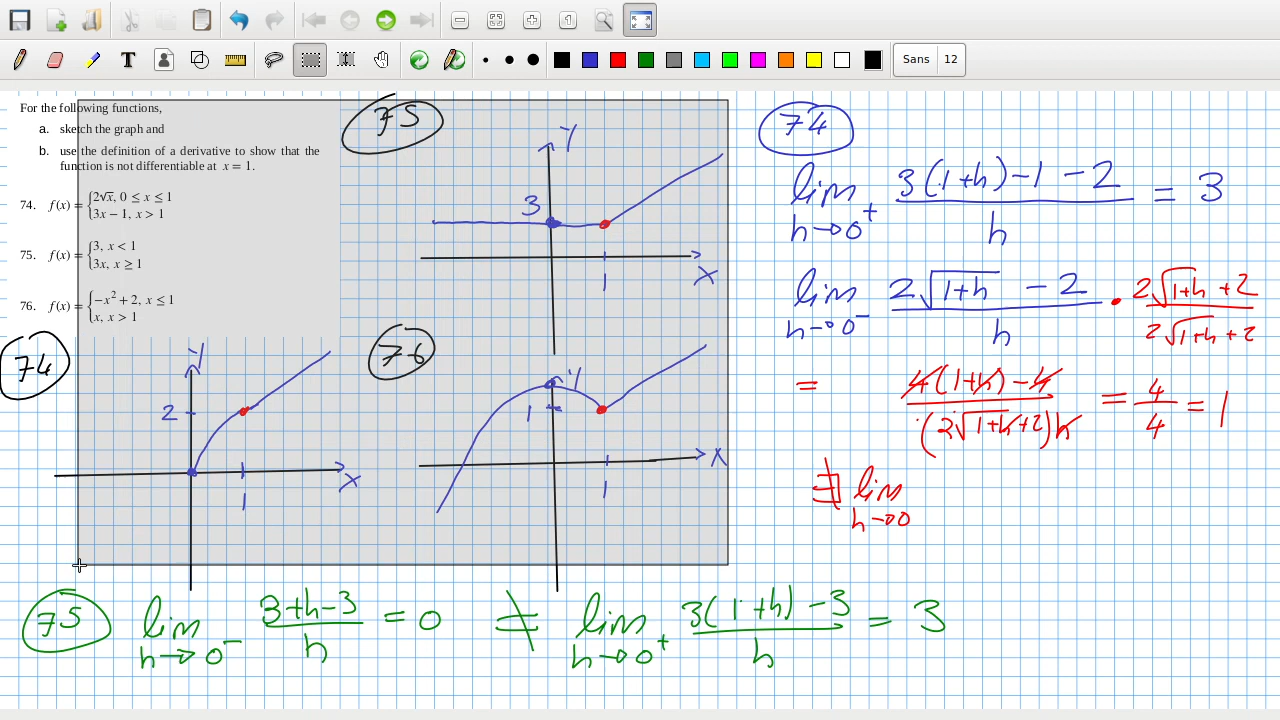 Sans 12
For the following functions,
a. sketch the graph and
b. use the definition of a derivative to show that the
function is not differentiable at x = 1.
74. f(x) = {2√x, 0 ≤ x ≤ 1
3x − 1, x > 1
75. f(x) = {3, x < 1
3x, x ≥ 1
76. f(x) = {−x² + 2, x ≤ 1
x, x > 1
75
Y
3
1
X
74
Y
2
1
X
76
Y
1
1
X
74
lim h→0⁺ (3(1+h)-1-2)/h = 3
lim h→0⁻ (2√(1+h) - 2)/h · (2√(1+h) + 2)/(2√(1+h) + 2)
= (4(1+h)-4)/((2√(1+h)+2)h) = 4/4 = 1
∄ lim h→0
75 lim h→0⁻ (3+h-3)/h = 0 ≠ lim h→0⁺ (3(1+h)-3)/h = 3